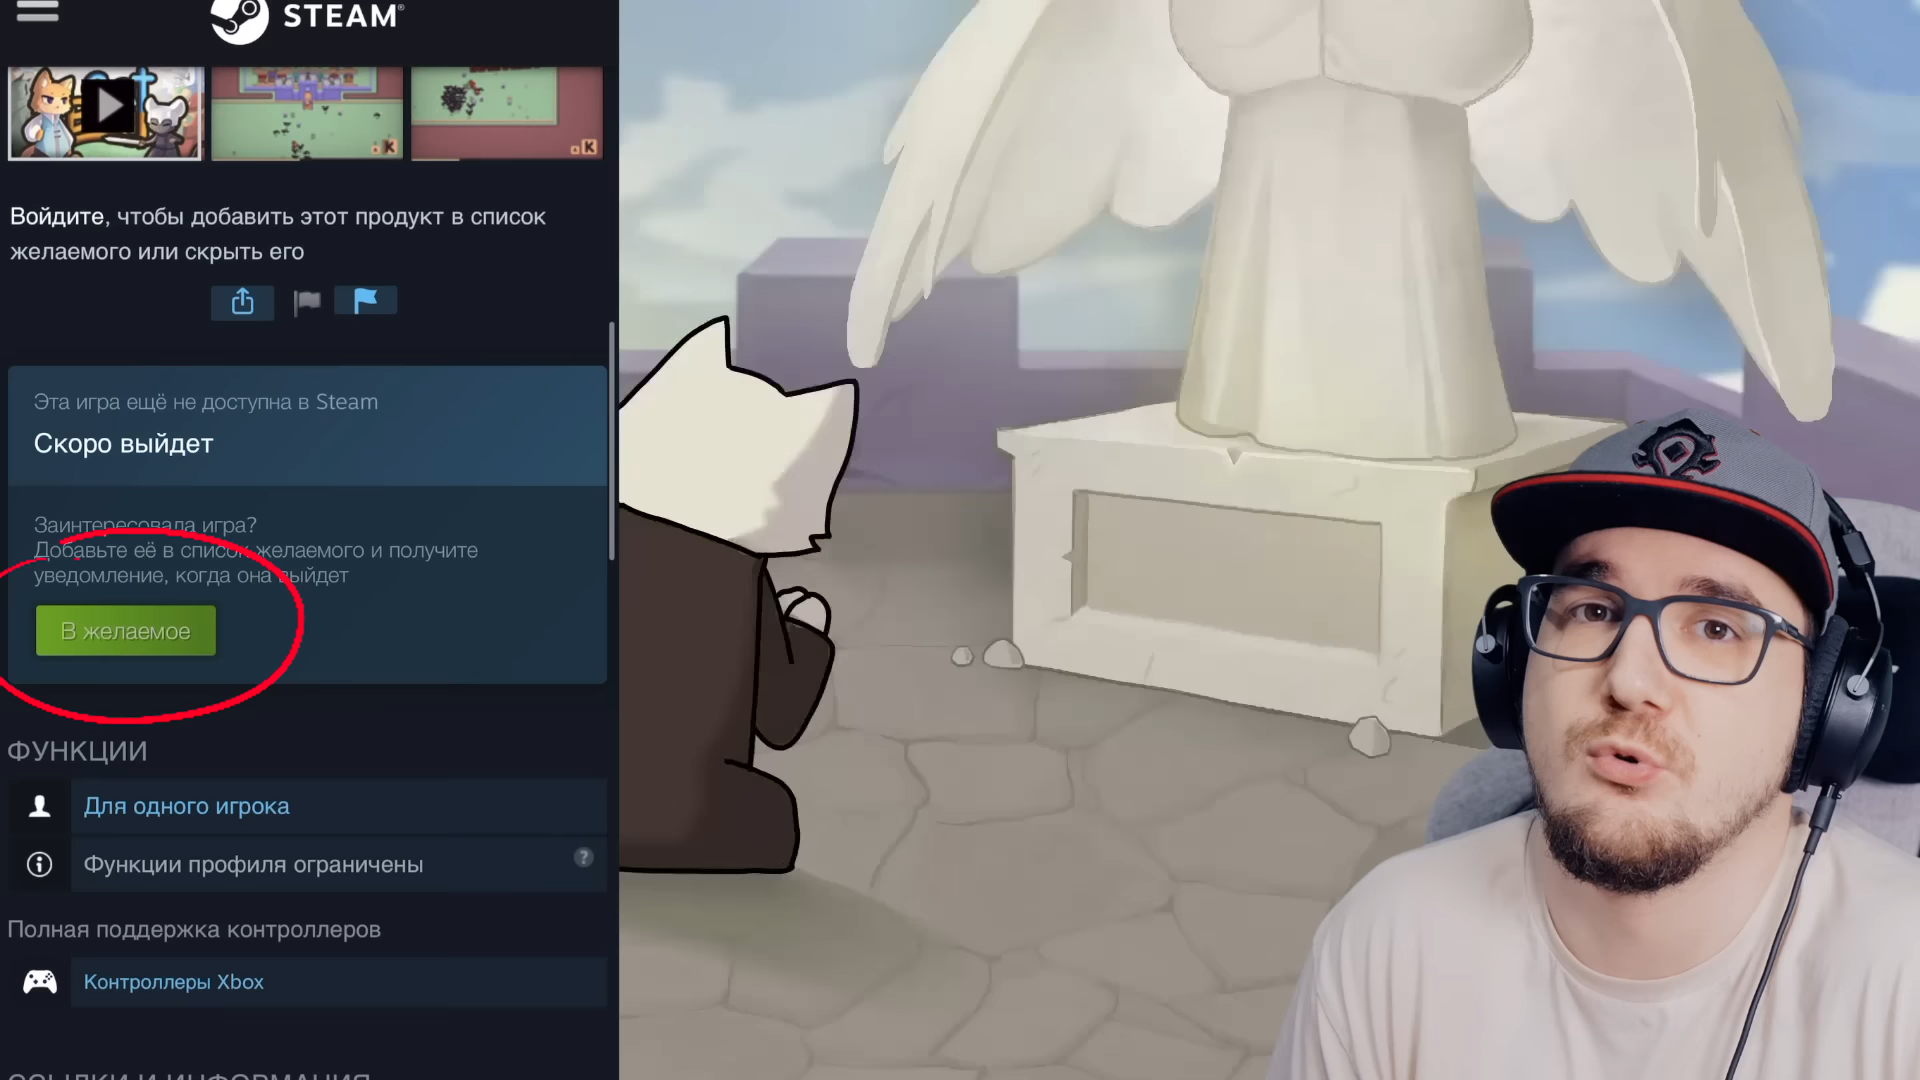 STEAM®
K
K
Войдите, чтобы добавить этот продукт в список
желаемого или скрыть его
Эта игра ещё не доступна в Steam
Скоро выйдет
Заинтересовала игра?
Добавьте её в список желаемого и получите
уведомление, когда она выйдет
В желаемое
ФУНКЦИИ
Для одного игрока
Функции профиля ограничены
?
Полная поддержка контроллеров
Контроллеры Xbox
ССЫЛКИ И ИНФОРМАЦИЯ